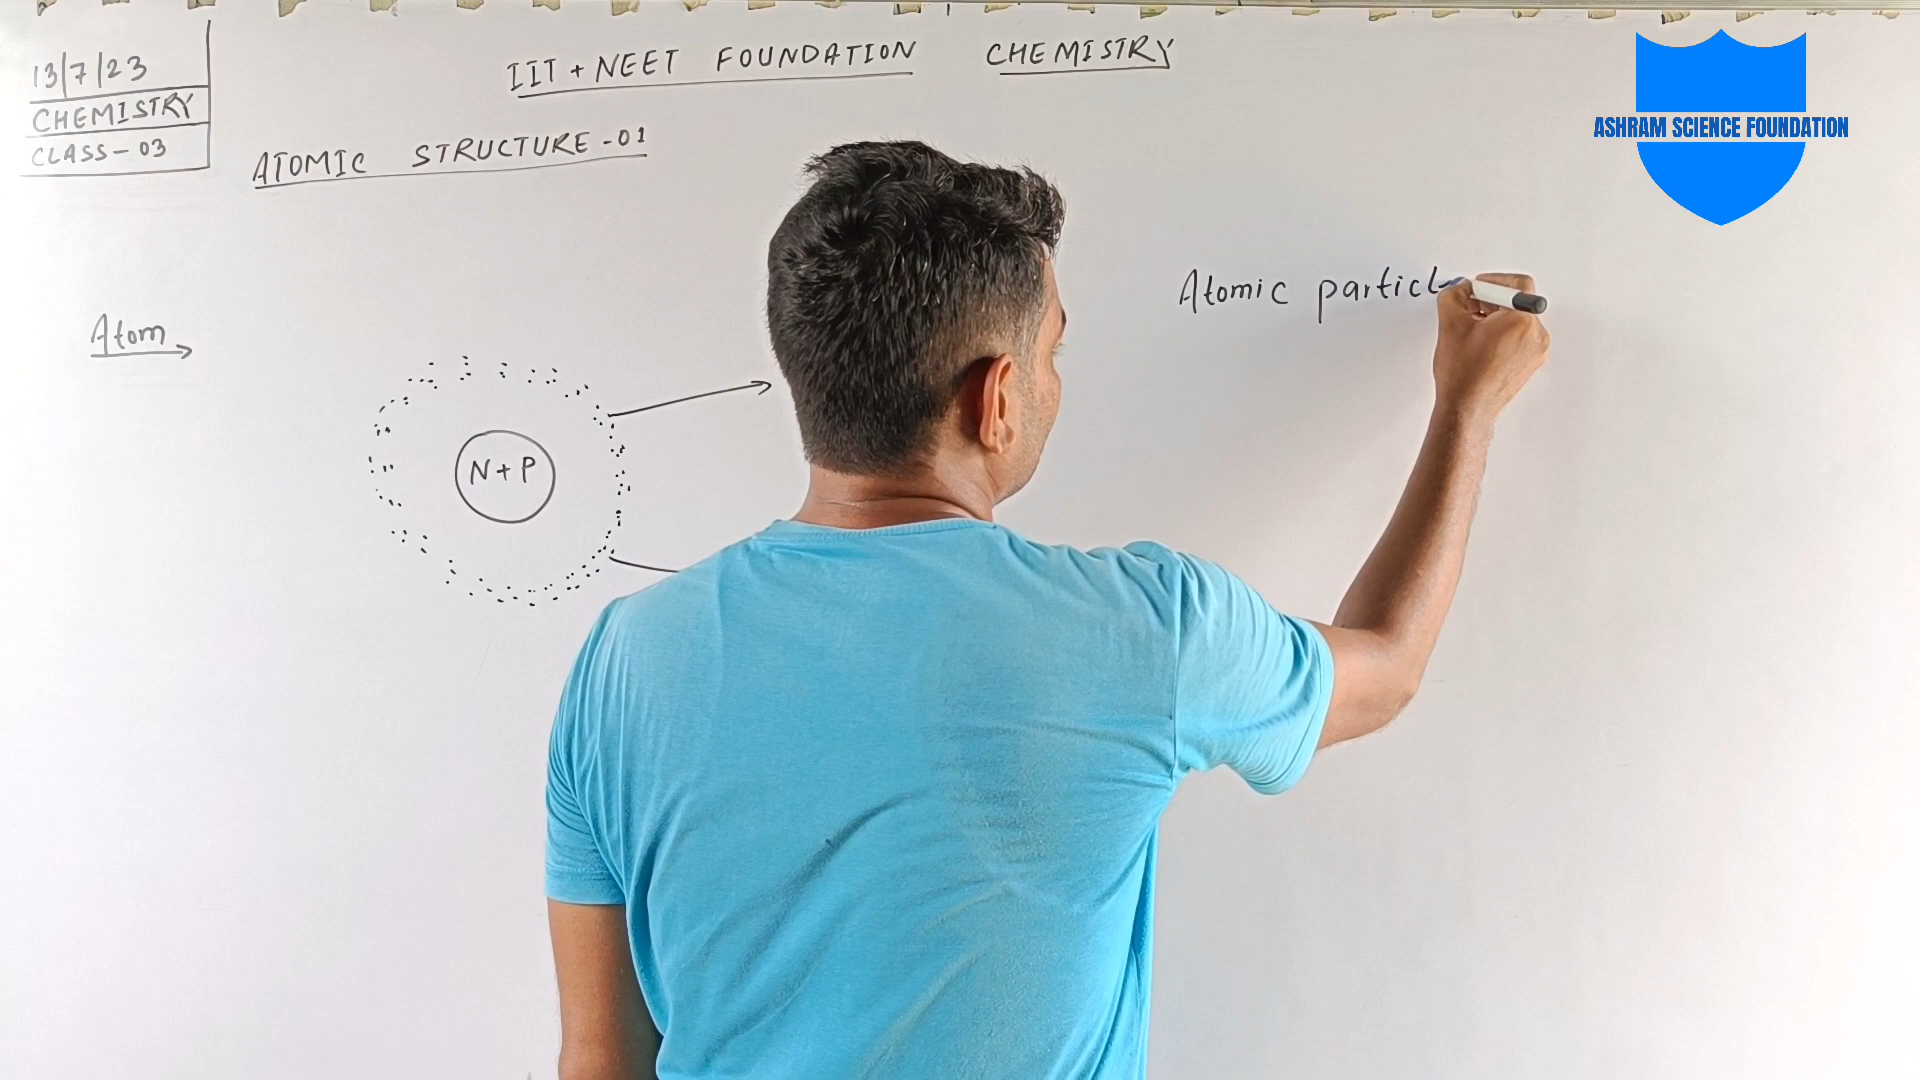 13/7/23
CHEMISTRY
CLASS-03
IIT+NEET FOUNDATION CHEMISTRY
ASHRAM SCIENCE FOUNDATION
ATOMIC STRUCTURE-01
Atomic particl
Atom
N+P